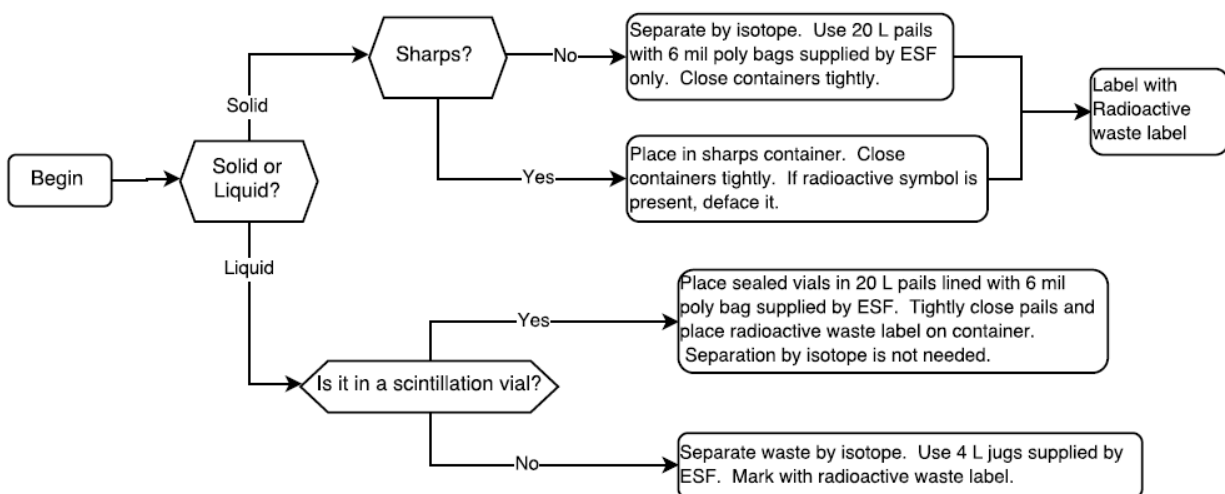 Begin
Solid or
Liquid?
Solid
Liquid
Sharps?
No
Yes
Separate by isotope.  Use 20 L pails
with 6 mil poly bags supplied by ESF
only.  Close containers tightly.
Place in sharps container.  Close
containers tightly.  If radioactive symbol is
present, deface it.
Label with
Radioactive
waste label
Is it in a scintillation vial?
Yes
No
Place sealed vials in 20 L pails lined with 6 mil
poly bag supplied by ESF.  Tightly close pails and
place radioactive waste label on container.
Separation by isotope is not needed.
Separate waste by isotope.  Use 4 L jugs supplied by
ESF.  Mark with radioactive waste label.